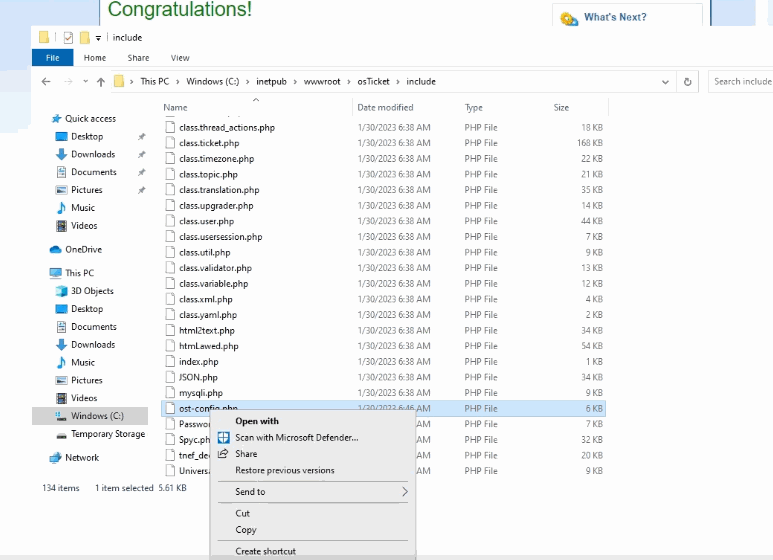 Congratulations!
What's Next?
include
File Home Share View
This PC Windows (C:) inetpub wwwroot osTicket include
Search include
Name Date modified Type Size
Quick access
Desktop
Downloads
Documents
Pictures
Music
Videos
OneDrive
This PC
3D Objects
Desktop
Documents
Downloads
Music
Pictures
Videos
Windows (C:)
Temporary Storage
Network
class.thread_actions.php 1/30/2023 6:38 AM PHP File 18 KB
class.ticket.php 1/30/2023 6:38 AM PHP File 168 KB
class.timezone.php 1/30/2023 6:38 AM PHP File 22 KB
class.topic.php 1/30/2023 6:38 AM PHP File 21 KB
class.translation.php 1/30/2023 6:38 AM PHP File 35 KB
class.upgrader.php 1/30/2023 6:38 AM PHP File 14 KB
class.user.php 1/30/2023 6:38 AM PHP File 44 KB
class.usersession.php 1/30/2023 6:38 AM PHP File 7 KB
class.util.php 1/30/2023 6:38 AM PHP File 9 KB
class.validator.php 1/30/2023 6:38 AM PHP File 13 KB
class.variable.php 1/30/2023 6:38 AM PHP File 12 KB
class.xml.php 1/30/2023 6:38 AM PHP File 4 KB
class.yaml.php 1/30/2023 6:38 AM PHP File 2 KB
html2text.php 1/30/2023 6:38 AM PHP File 34 KB
htmLawed.php 1/30/2023 6:38 AM PHP File 54 KB
index.php 1/30/2023 6:38 AM PHP File 1 KB
JSON.php 1/30/2023 6:38 AM PHP File 34 KB
mysqli.php 1/30/2023 6:38 AM PHP File 9 KB
ost-config.php 1/30/2023 6:46 AM PHP File 6 KB
Passwo PHP File 7 KB
Spyc.ph PHP File 32 KB
tnef_de PHP File 20 KB
Univers PHP File 9 KB
Open with
Scan with Microsoft Defender...
Share
Restore previous versions
Send to
Cut
Copy
Create shortcut
134 items 1 item selected 5.61 KB